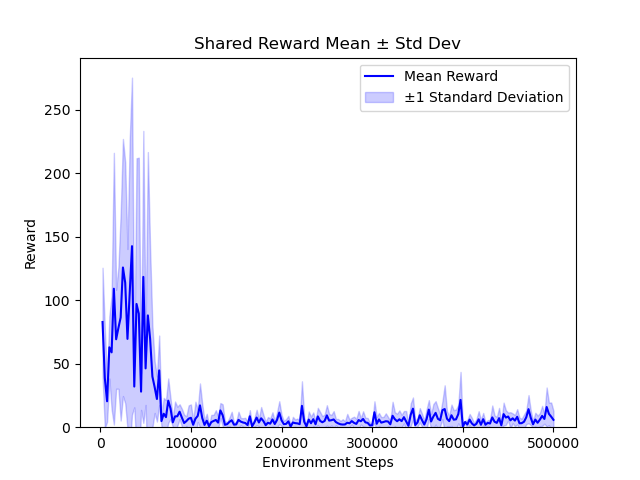 Shared Reward Mean ± Std Dev
Mean Reward
±1 Standard Deviation
250
200
150
100
50
0
Reward
0 100000 200000 300000 400000 500000
Environment Steps